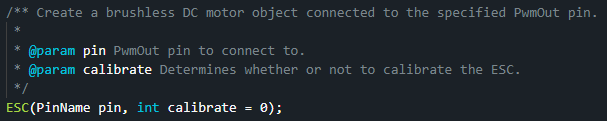 /** Create a brushless DC motor object connected to the specified PwmOut pin.
*
* @param pin PwmOut pin to connect to.
* @param calibrate Determines whether or not to calibrate the ESC.
*/
ESC(PinName pin, int calibrate = 0);